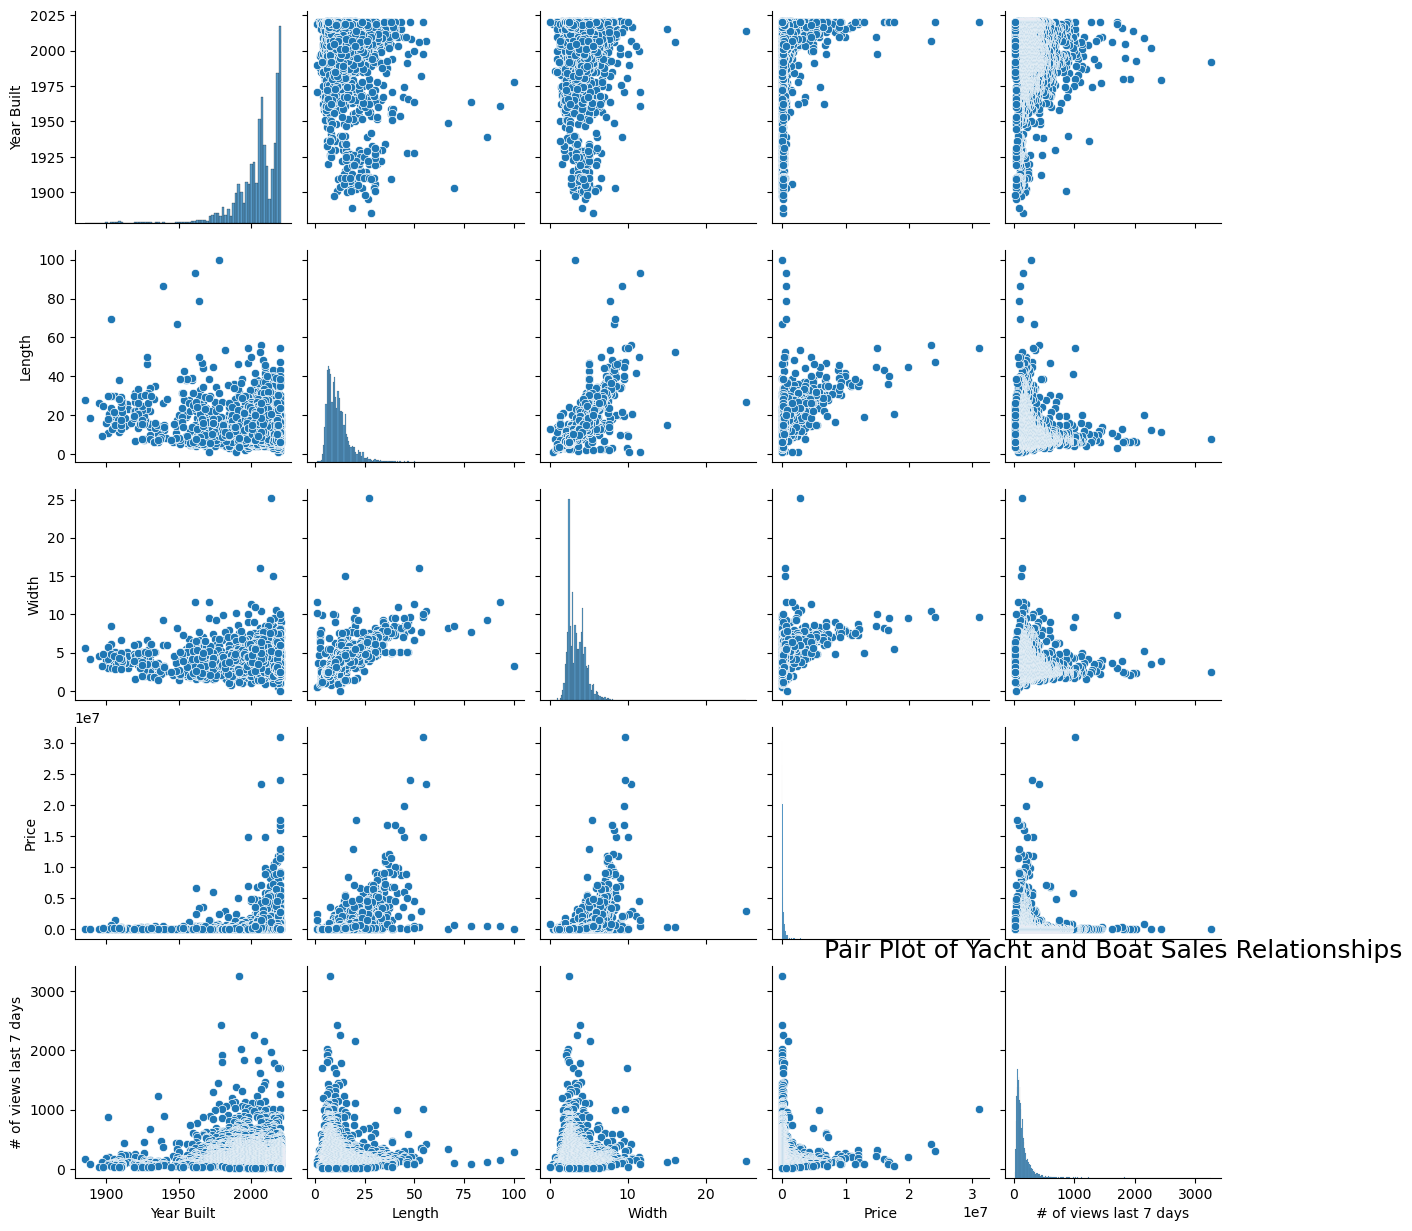 2025
2000
1975
1950
1925
1900
Year Built
100
80
60
40
20
0
Length
25
20
15
10
5
0
Width
1e7
3.0
2.5
2.0
1.5
1.0
0.5
0.0
Price
Pair Plot of Yacht and Boat Sales Relationships
3000
2000
1000
0
# of views last 7 days
1900 1950 2000
Year Built
0 25 50 75 100
Length
0 10 20
Width
0 1 2 3
1e7
Price
0 1000 2000 3000
# of views last 7 days